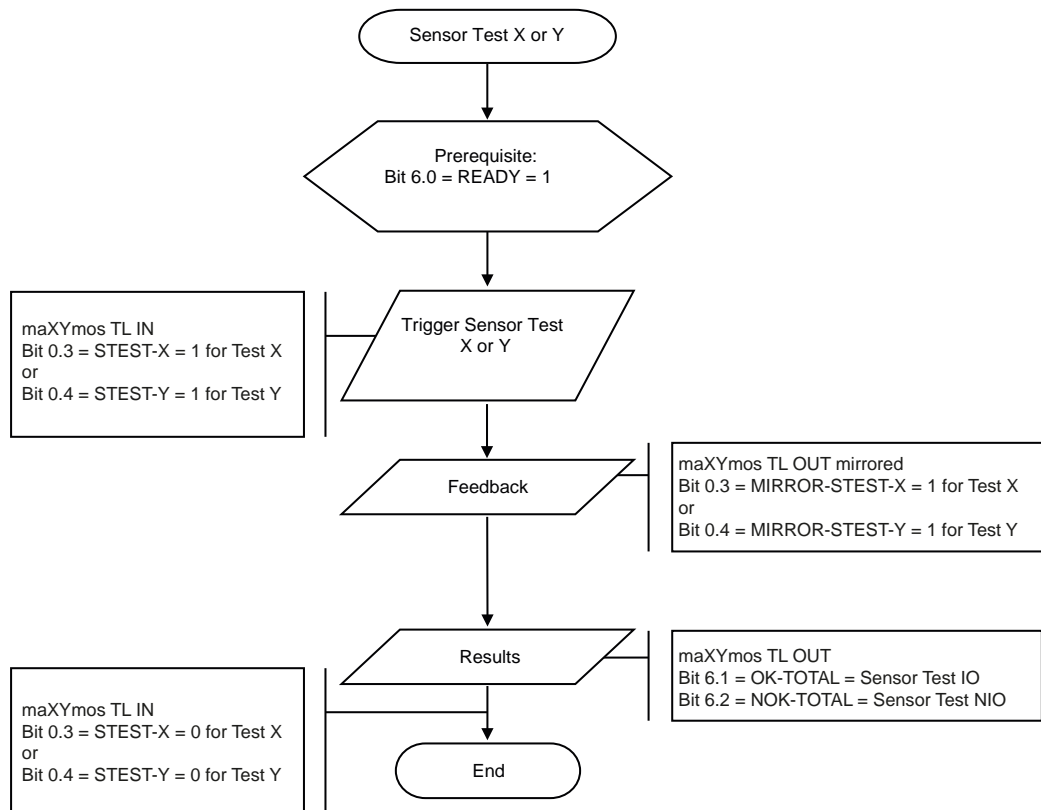 Sensor Test X or Y
Prerequisite:
Bit 6.0 = READY = 1
maXYmos TL IN
Bit 0.3 = STEST-X = 1 for Test X
or
Bit 0.4 = STEST-Y = 1 for Test Y
Trigger Sensor Test
X or Y
Feedback
maXYmos TL OUT mirrored
Bit 0.3 = MIRROR-STEST-X = 1 for Test X
or
Bit 0.4 = MIRROR-STEST-Y = 1 for Test Y
Results
maXYmos TL OUT
Bit 6.1 = OK-TOTAL = Sensor Test IO
Bit 6.2 = NOK-TOTAL = Sensor Test NIO
maXYmos TL IN
Bit 0.3 = STEST-X = 0 for Test X
or
Bit 0.4 = STEST-Y = 0 for Test Y
End